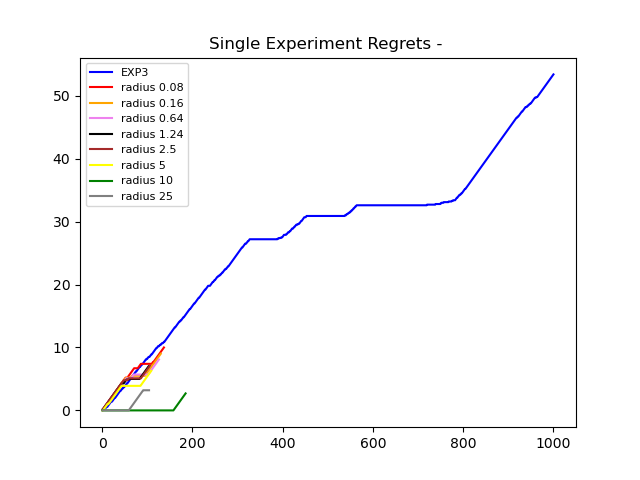 Single Experiment Regrets -
EXP3
radius 0.08
radius 0.16
radius 0.64
radius 1.24
radius 2.5
radius 5
radius 10
radius 25
50
40
30
20
10
0
0 200 400 600 800 1000